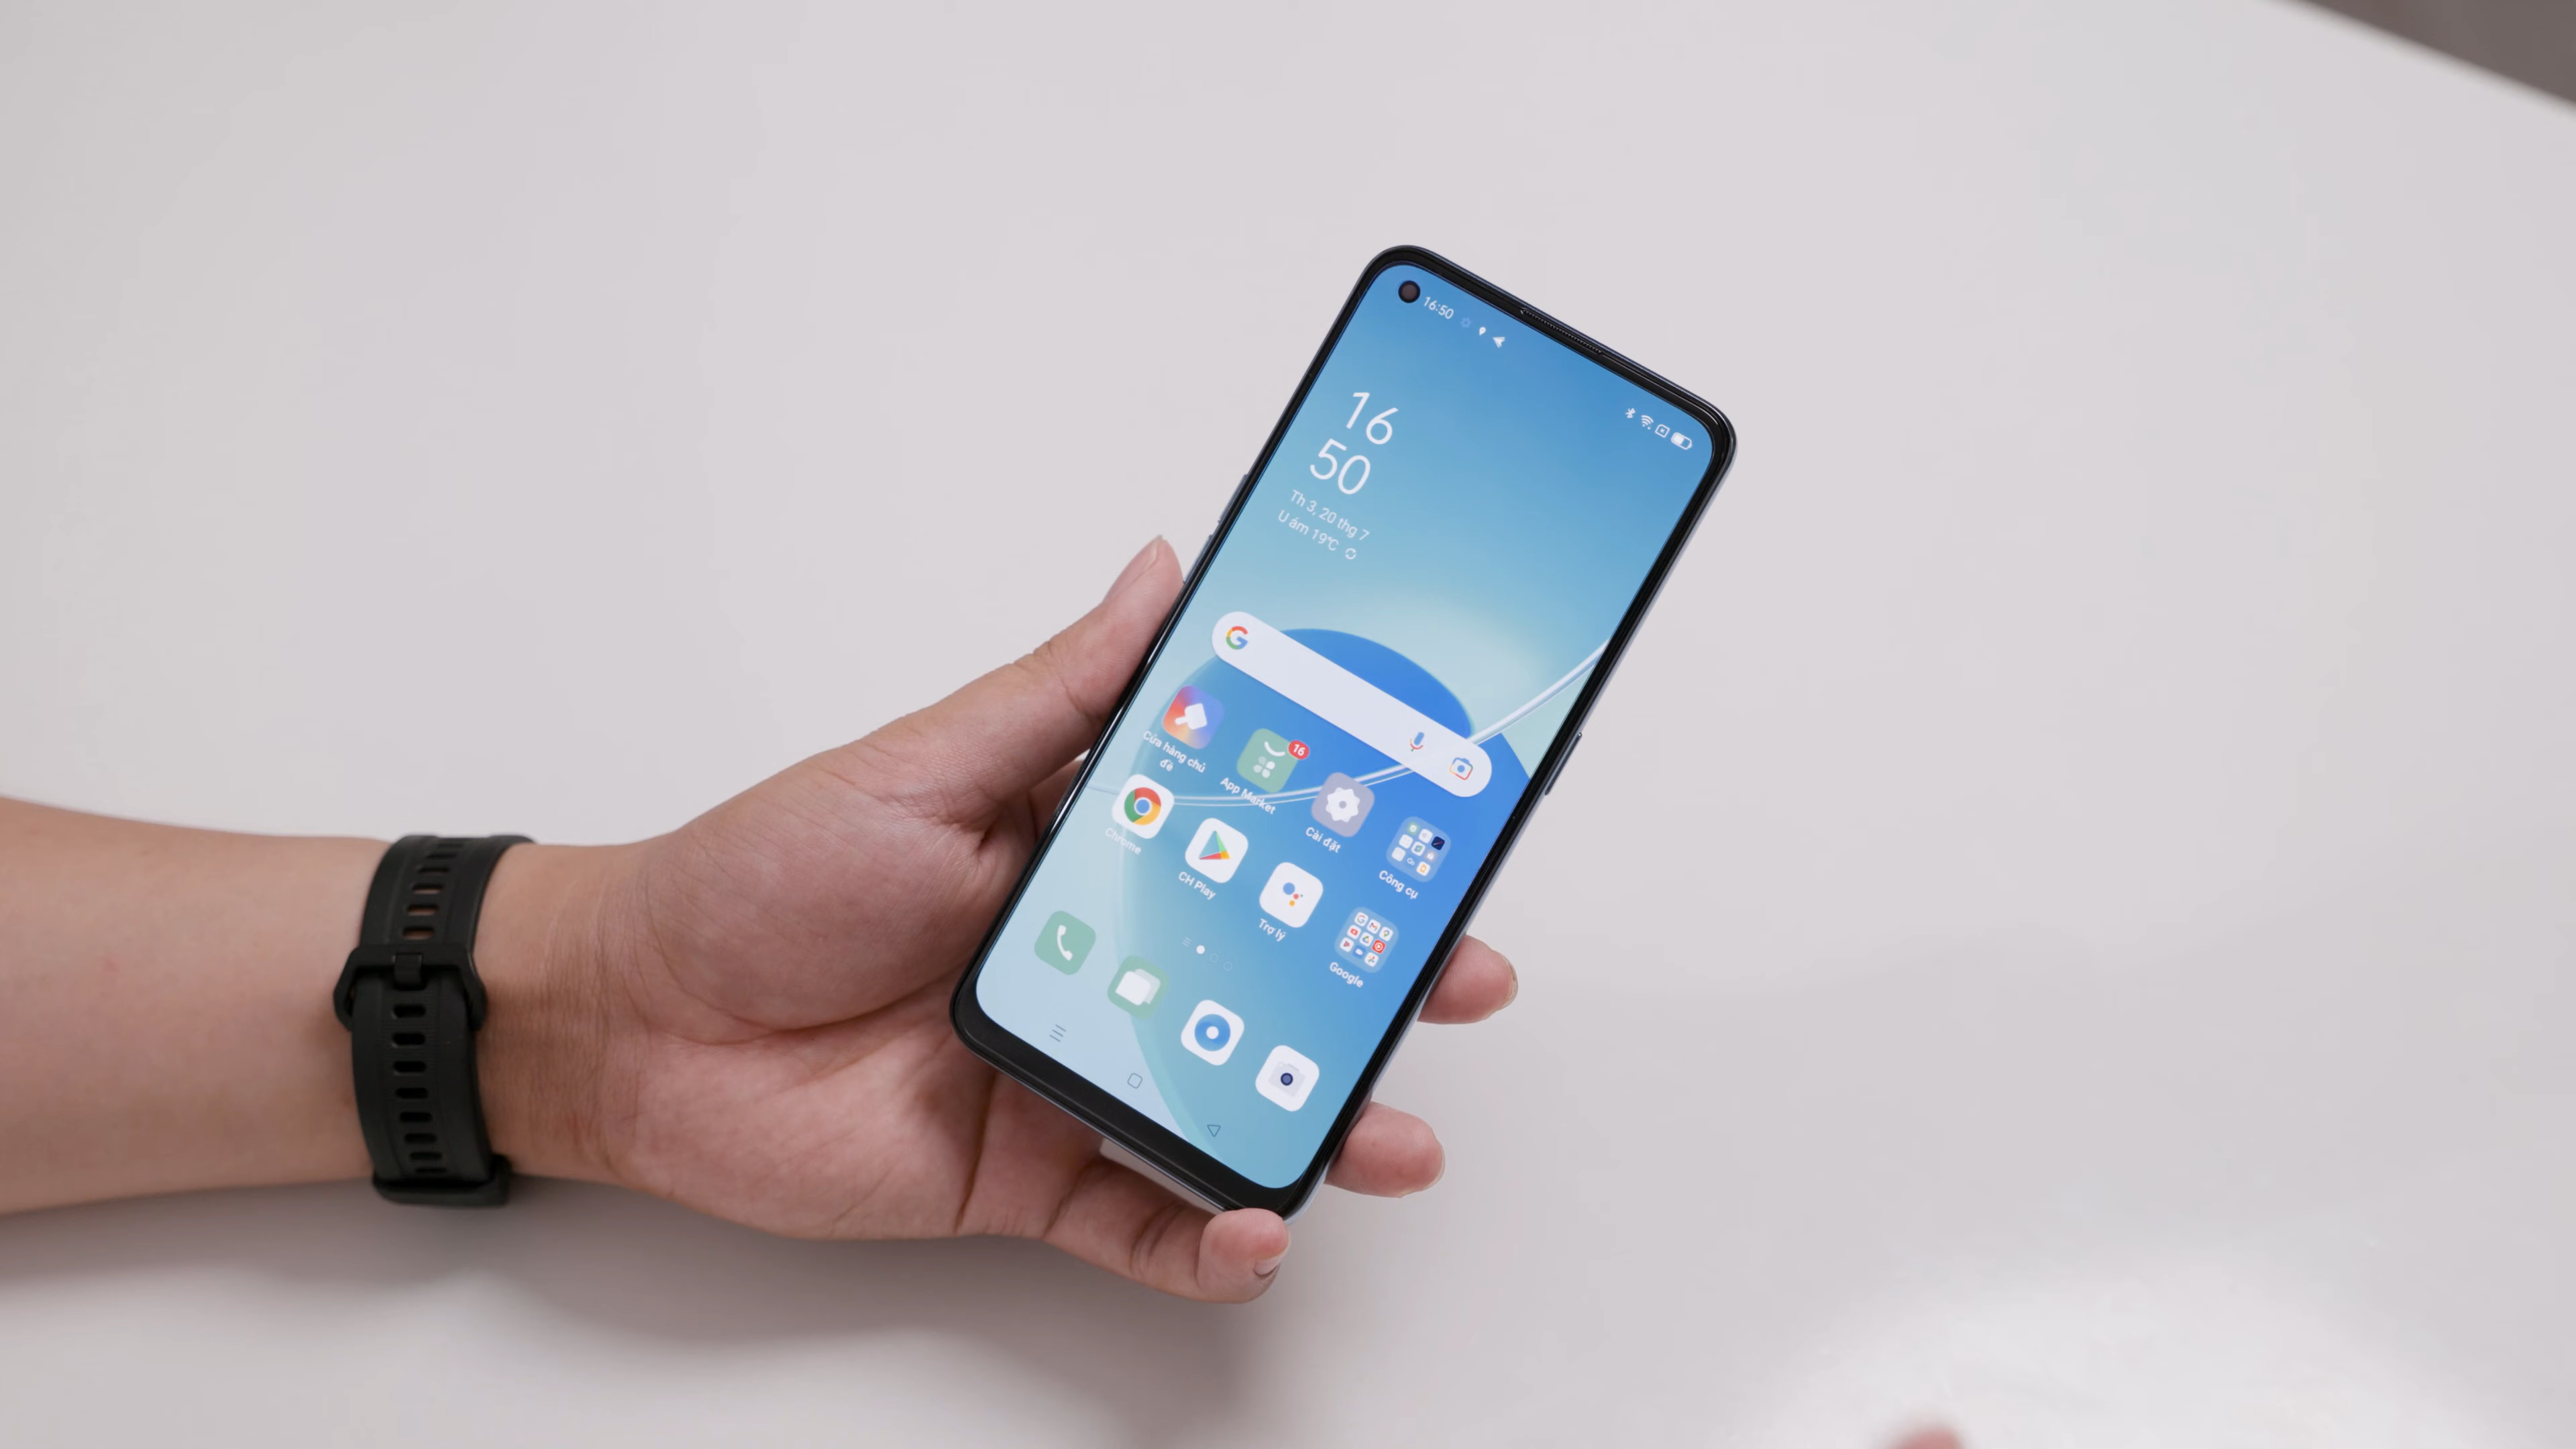 16:50
16
50
Th 3, 20 thg 7
U ám 19°C
G
Cửa hàng chủ
đề
App Market
16
Cài đặt
Công cụ
Chrome
CH Play
Trợ lý
Google